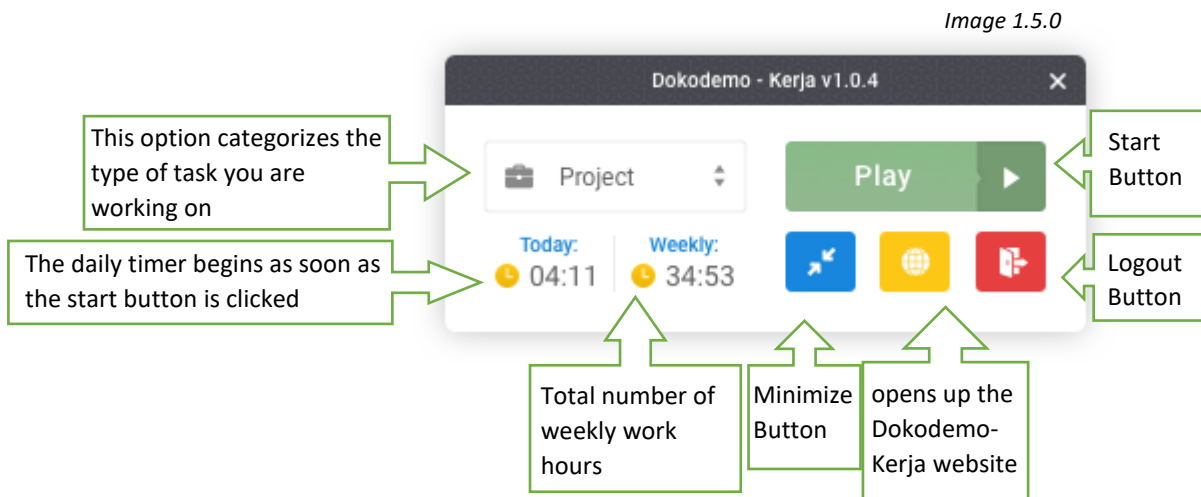 Image 1.5.0
Dokodemo - Kerja v1.0.4
This option categorizes the
type of task you are
working on
Project
Play
Start
Button
The daily timer begins as soon as
the start button is clicked
Today:
04:11
Weekly:
34:53
Logout
Button
Total number of
weekly work
hours
Minimize
Button
opens up the
Dokodemo-
Kerja website